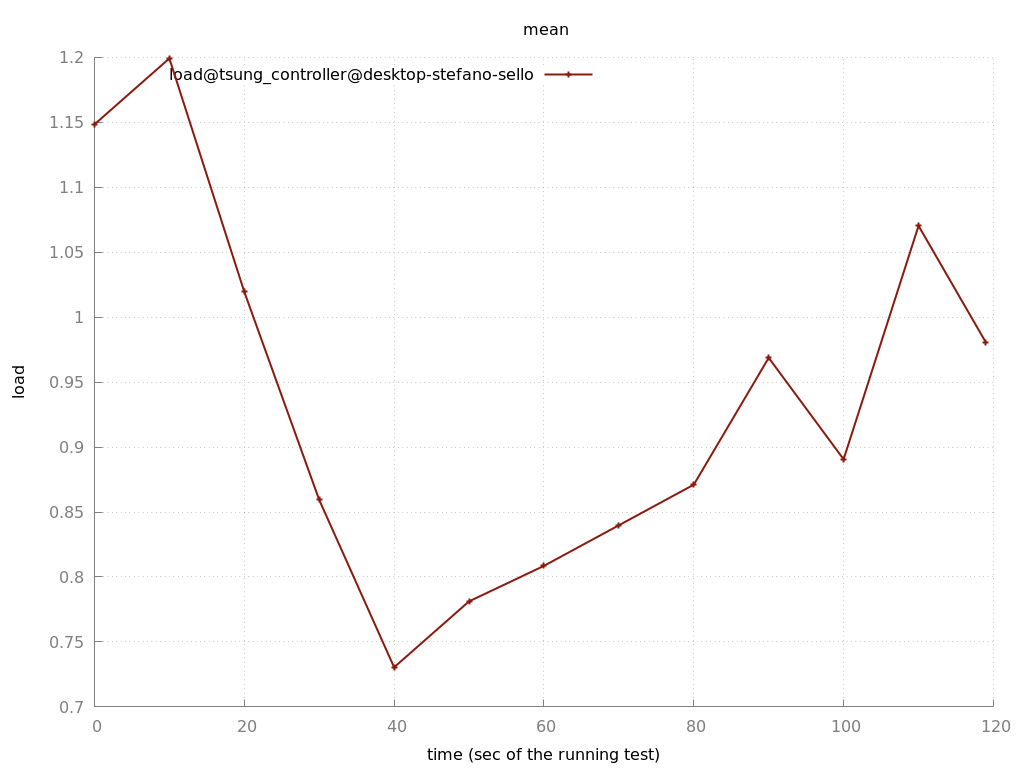 mean
1.2
load@tsung_controller@desktop-stefano-sello
1.15
1.1
1.05
1
0.95
0.9
0.85
0.8
0.75
0.7
load
0 20 40 60 80 100 120
time (sec of the running test)